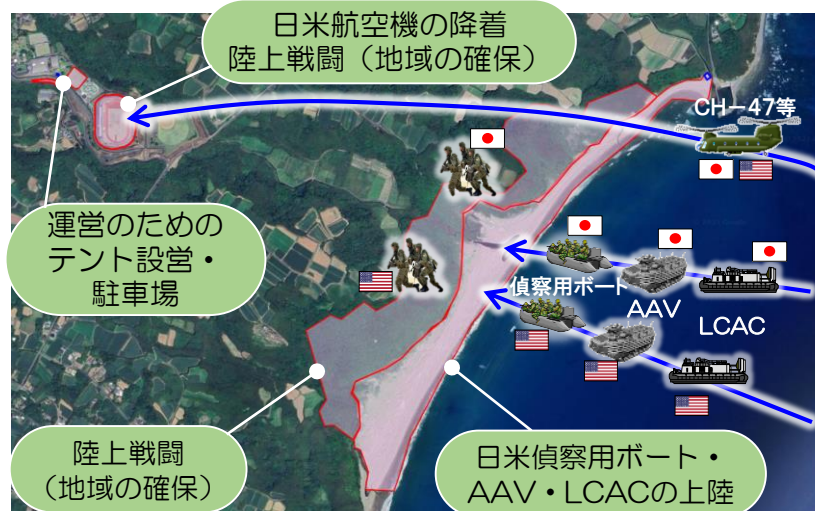 日米航空機の降着
陸上戦闘（地域の確保）
CH－47等
運営のための
テント設営・
駐車場
偵察用ボート
AAV
LCAC
陸上戦闘
（地域の確保）
日米偵察用ボート・
AAV・LCACの上陸